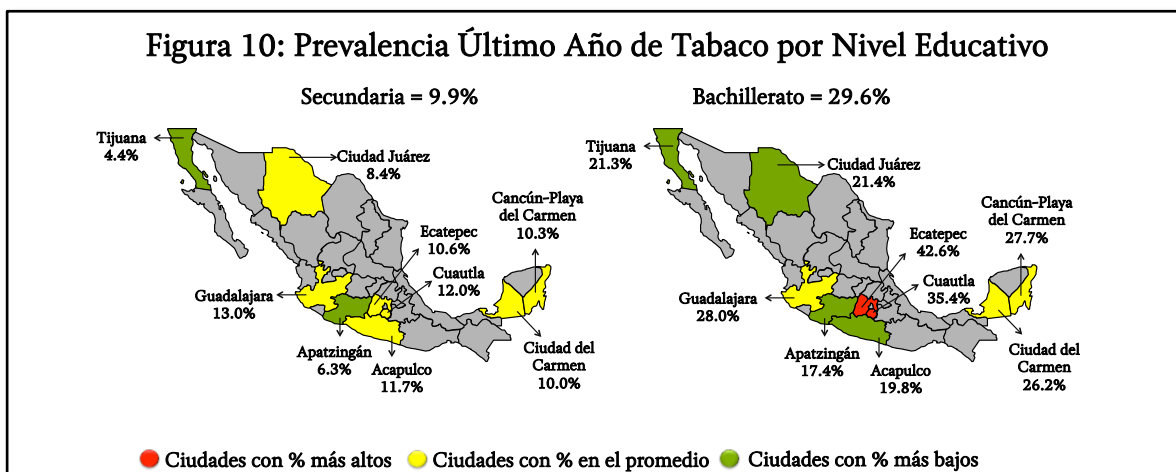 Figura 10: Prevalencia Último Año de Tabaco por Nivel Educativo
Secundaria = 9.9%
Tijuana
4.4%
Ciudad Juárez
8.4%
Cancún-Playa
del Carmen
10.3%
Ecatepec
10.6%
Cuautla
12.0%
Guadalajara
13.0%
Apatzingán
6.3%
Acapulco
11.7%
Ciudad del
Carmen
10.0%
Bachillerato = 29.6%
Tijuana
21.3%
Ciudad Juárez
21.4%
Cancún-Playa
del Carmen
27.7%
Ecatepec
42.6%
Cuautla
35.4%
Guadalajara
28.0%
Apatzingán
17.4%
Acapulco
19.8%
Ciudad del
Carmen
26.2%
Ciudades con % más altos
Ciudades con % en el promedio
Ciudades con % más bajos